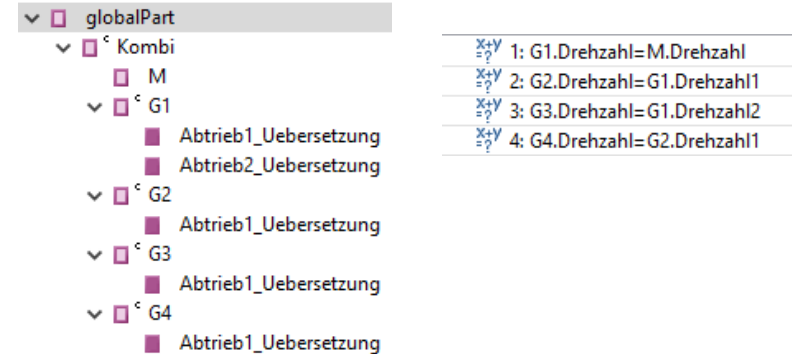 globalPart
c Kombi
M
c G1
Abtrieb1_Uebersetzung
Abtrieb2_Uebersetzung
c G2
Abtrieb1_Uebersetzung
c G3
Abtrieb1_Uebersetzung
c G4
Abtrieb1_Uebersetzung
x+y =? 1: G1.Drehzahl=M.Drehzahl
x+y =? 2: G2.Drehzahl=G1.Drehzahl1
x+y =? 3: G3.Drehzahl=G1.Drehzahl2
x+y =? 4: G4.Drehzahl=G2.Drehzahl1